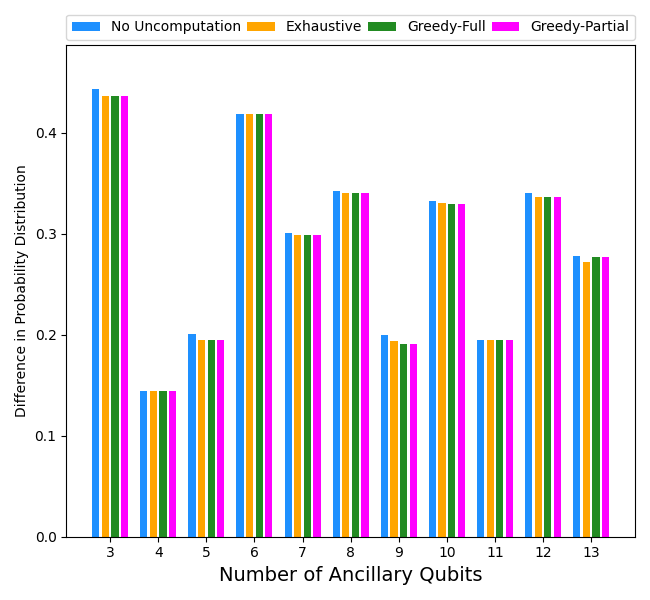 No Uncomputation Exhaustive Greedy-Full Greedy-Partial
0.4
0.3
0.2
0.1
0.0
Difference in Probability Distribution
3 4 5 6 7 8 9 10 11 12 13
Number of Ancillary Qubits